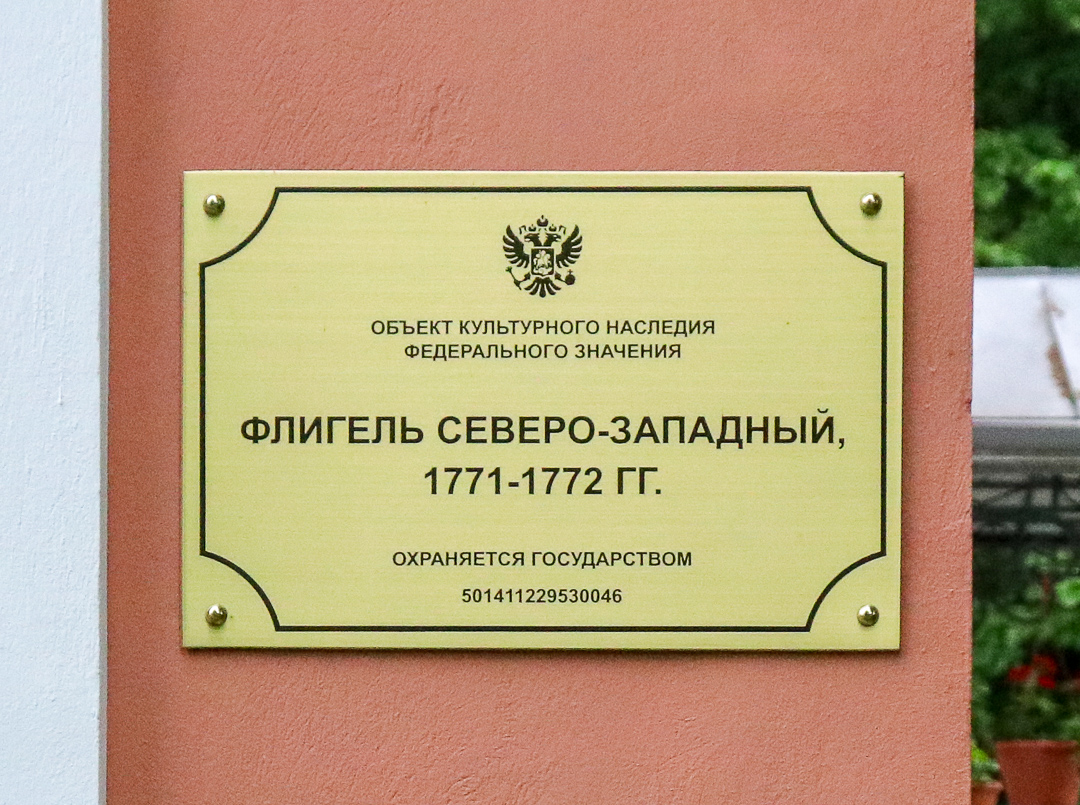 ОБЪЕКТ КУЛЬТУРНОГО НАСЛЕДИЯ
ФЕДЕРАЛЬНОГО ЗНАЧЕНИЯ
ФЛИГЕЛЬ СЕВЕРО-ЗАПАДНЫЙ,
1771-1772 ГГ.
ОХРАНЯЕТСЯ ГОСУДАРСТВОМ
501411229530046